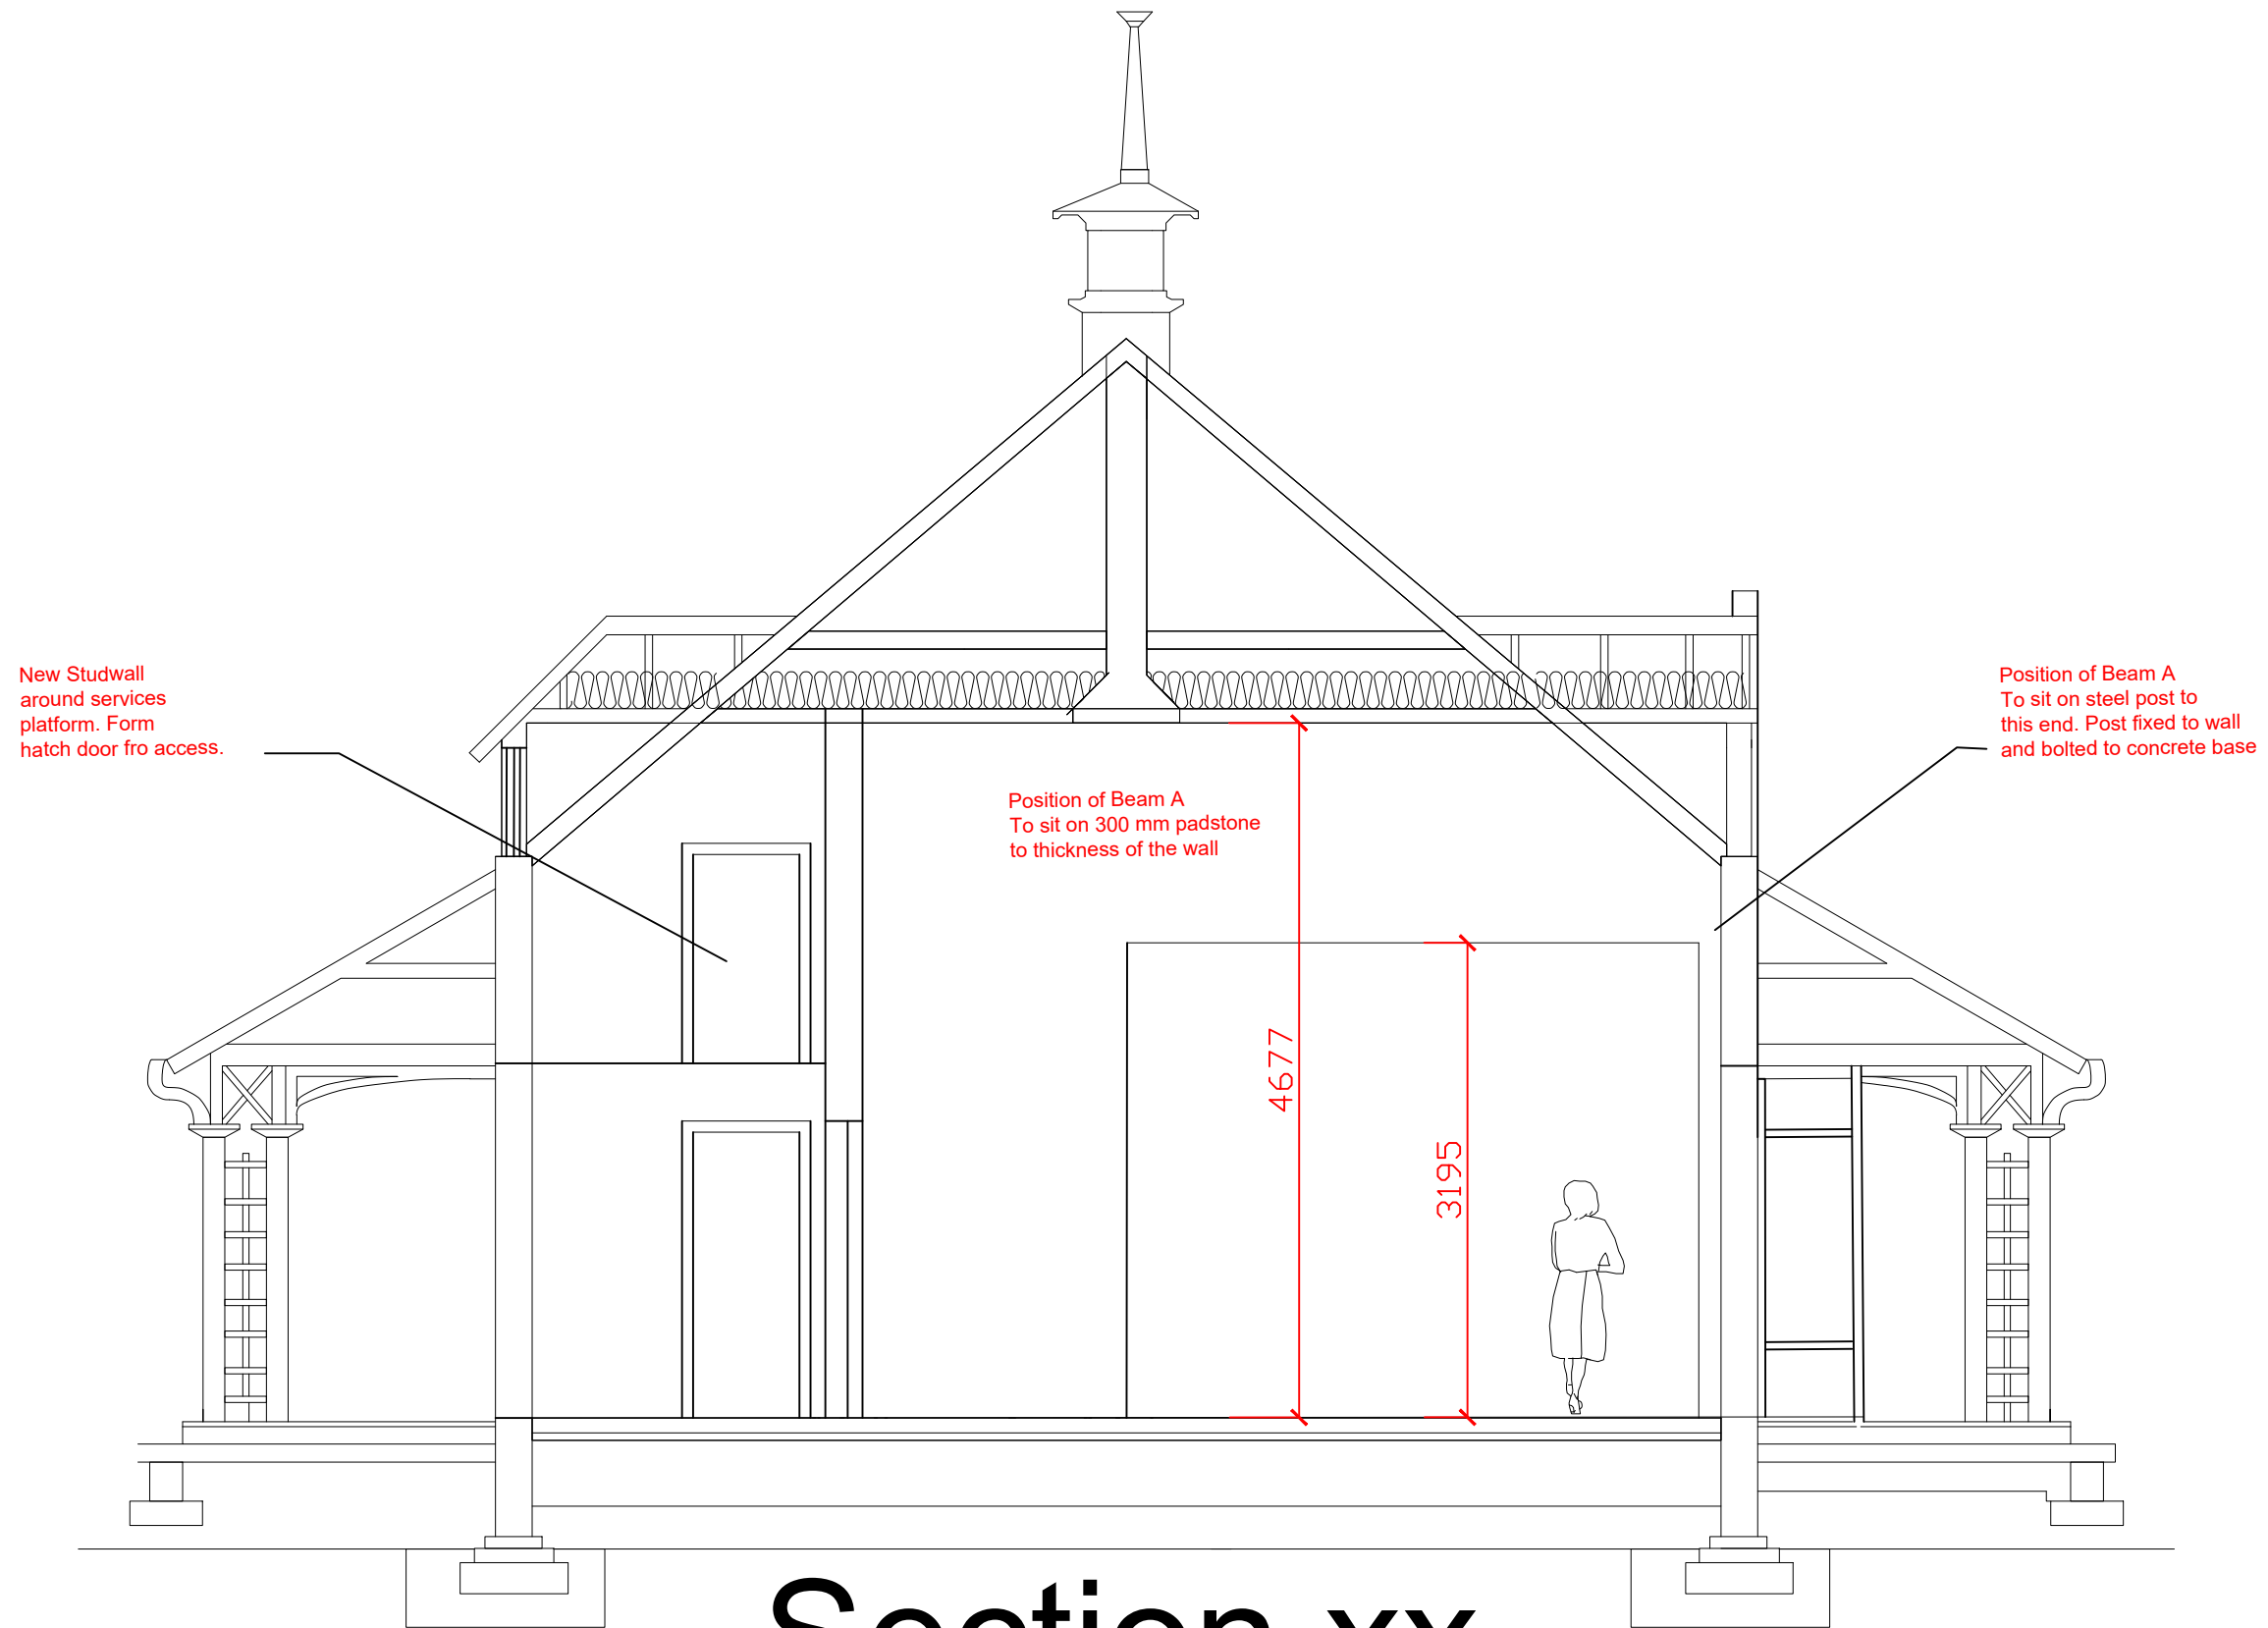 New Studwall
around services
platform. Form
hatch door fro access.
Position of Beam A
To sit on steel post to
this end. Post fixed to wall
and bolted to concrete base
Position of Beam A
To sit on 300 mm padstone
to thickness of the wall
4677
3195
Section xx